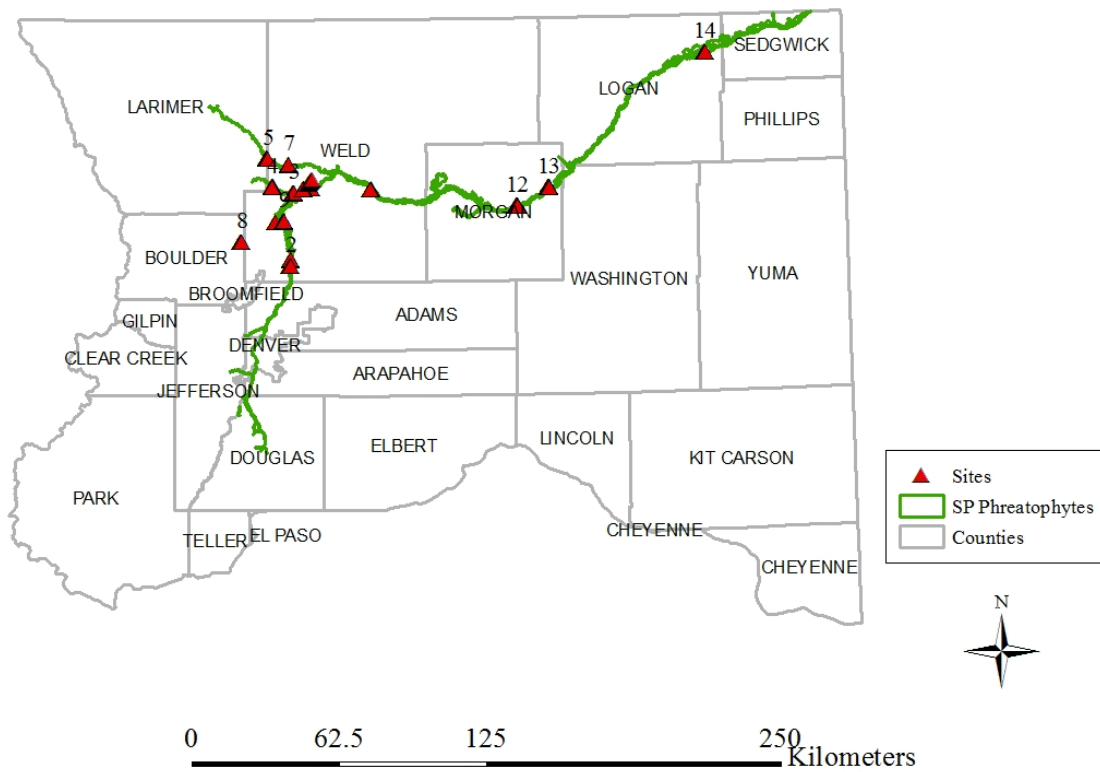 14
SEDGWICK
LOGAN
LARIMER
PHILLIPS
5
7
WELD
4
3
13
12
MORGAN
8
2
BOULDER
WASHINGTON
YUMA
BROOMFIELD
GILPIN
ADAMS
DENVER
CLEAR CREEK
ARAPAHOE
JEFFERSON
DOUGLAS
ELBERT
LINCOLN
KIT CARSON
PARK
TELLER
EL PASO
CHEYENNE
CHEYENNE
Sites
SP Phreatophytes
Counties
N
0 62.5 125 250
Kilometers